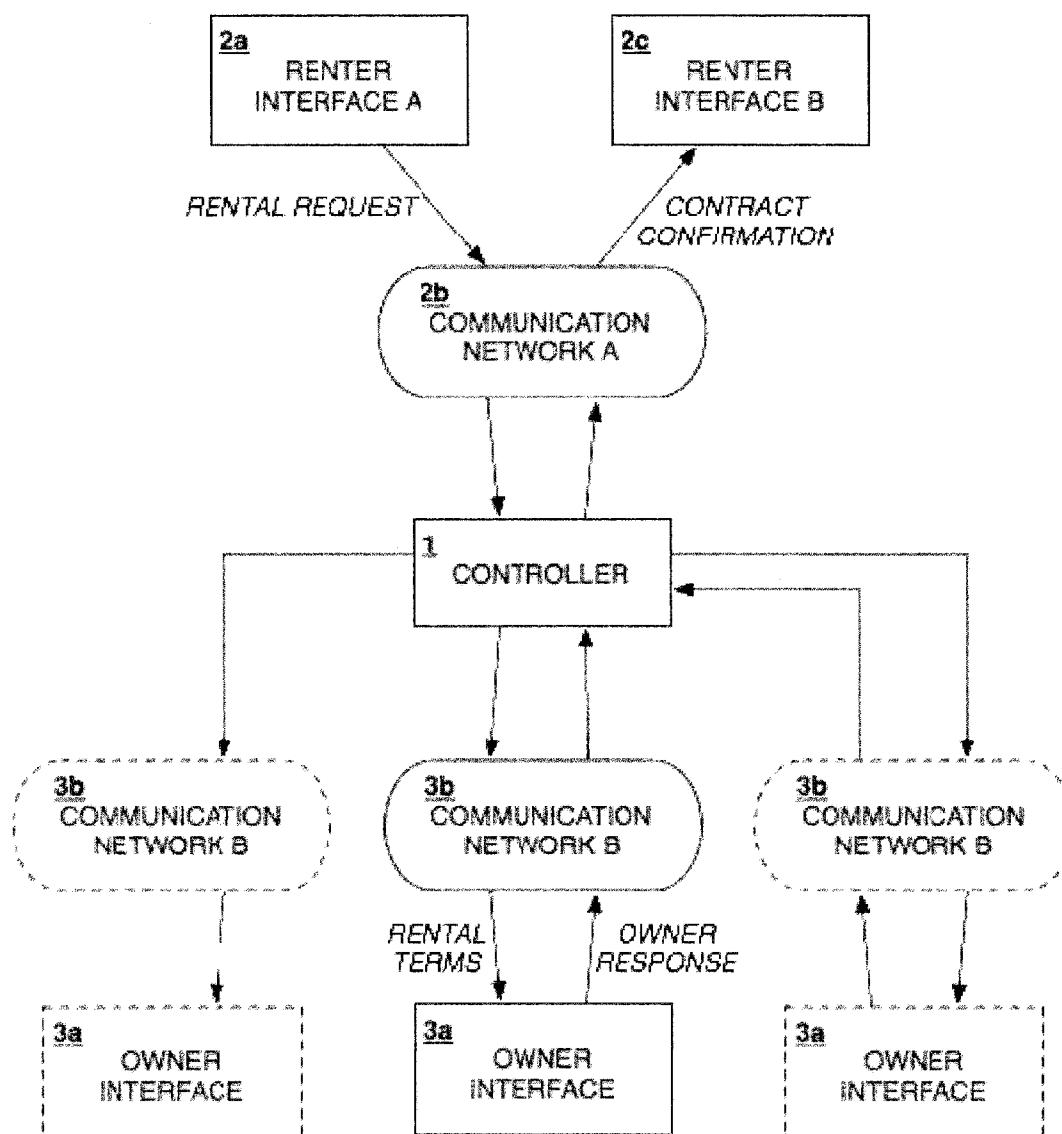 2a
RENTER
INTERFACE A
2c
RENTER
INTERFACE B
RENTAL REQUEST
CONTRACT
CONFIRMATION
2b
COMMUNICATION
NETWORK A
1
CONTROLLER
3b
COMMUNICATION
NETWORK B
3b
COMMUNICATION
NETWORK B
3b
COMMUNICATION
NETWORK B
RENTAL
TERMS
OWNER
RESPONSE
3a
OWNER
INTERFACE
3a
OWNER
INTERFACE
3a
OWNER
INTERFACE